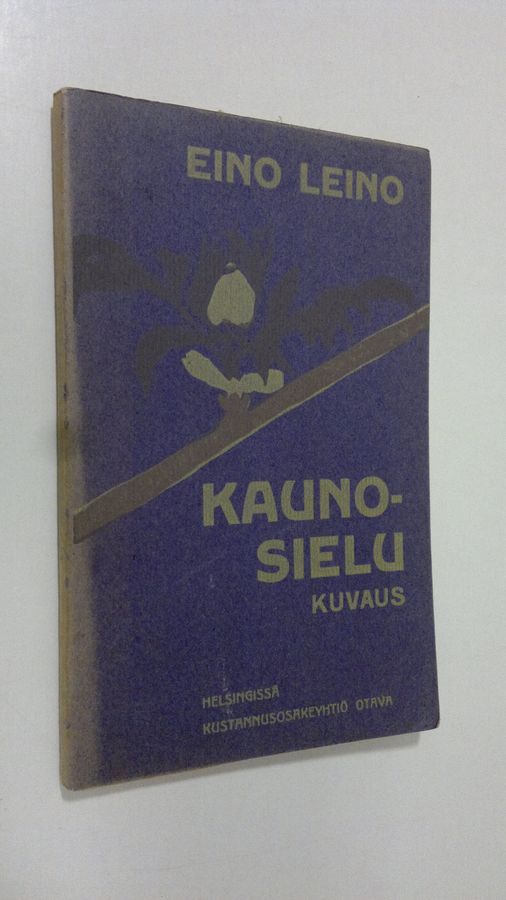 EINO LEINO
KAUNO-
SIELU
KUVAUS
HELSINGISSÄ
KUSTANNUSOSAKEYHTIÖ OTAVA